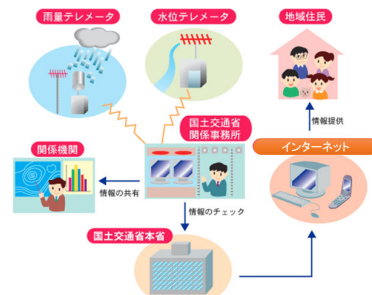 雨量テレメータ
水位テレメータ
地域住民
国土交通省
関係事務所
情報提供
関係機関
インターネット
情報の共有
情報のチェック
国土交通省本省